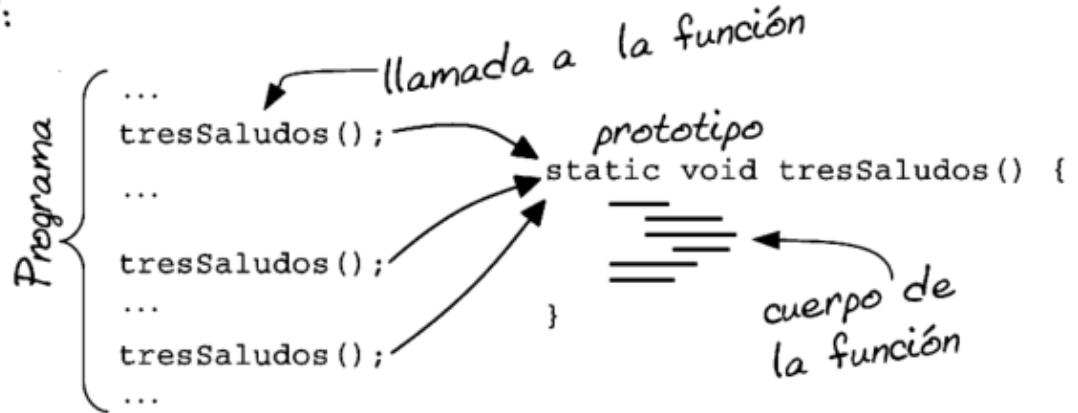 :
llamada a la función
Programa
...
tresSaludos();
...
tresSaludos();
...
tresSaludos();
...
prototipo
static void tresSaludos() {
}
cuerpo de
la función